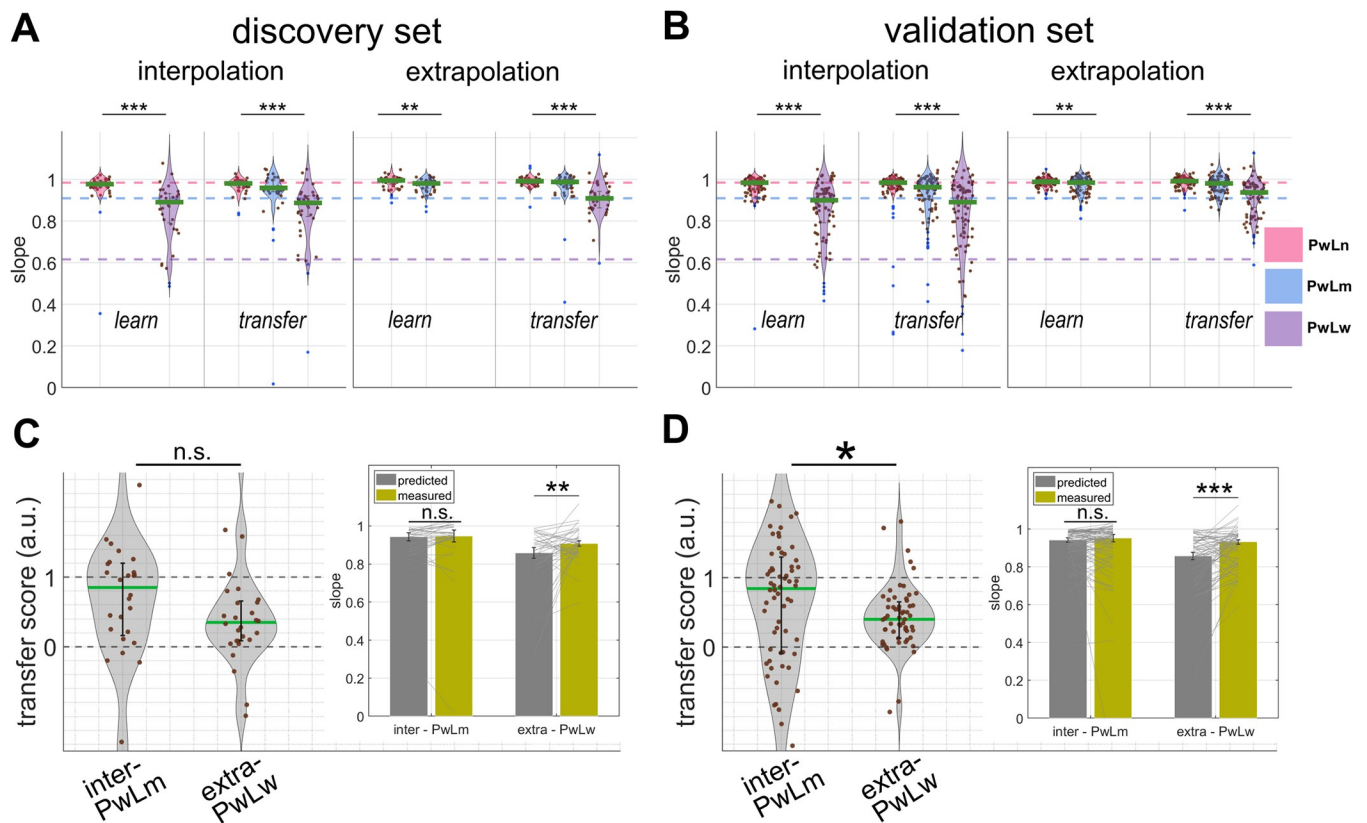 A
discovery set
interpolation
extrapolation
***
***
**
***
1
0.8
0.6
0.4
0.2
0
slope
learn
transfer
learn
transfer
B
validation set
interpolation
extrapolation
***
***
**
***
1
0.8
0.6
0.4
0.2
0
slope
learn
transfer
learn
transfer
PwLn
PwLm
PwLw
C
n.s.
transfer score (a.u.)
1
0
inter-
PwLm
extra-
PwLw
predicted
measured
n.s.
**
1
0.8
0.6
0.4
0.2
0
slope
inter - PwLm
extra - PwLw
D
*
transfer score (a.u.)
1
0
inter-
PwLm
extra-
PwLw
predicted
measured
n.s.
***
1
0.8
0.6
0.4
0.2
0
slope
inter - PwLm
extra - PwLw